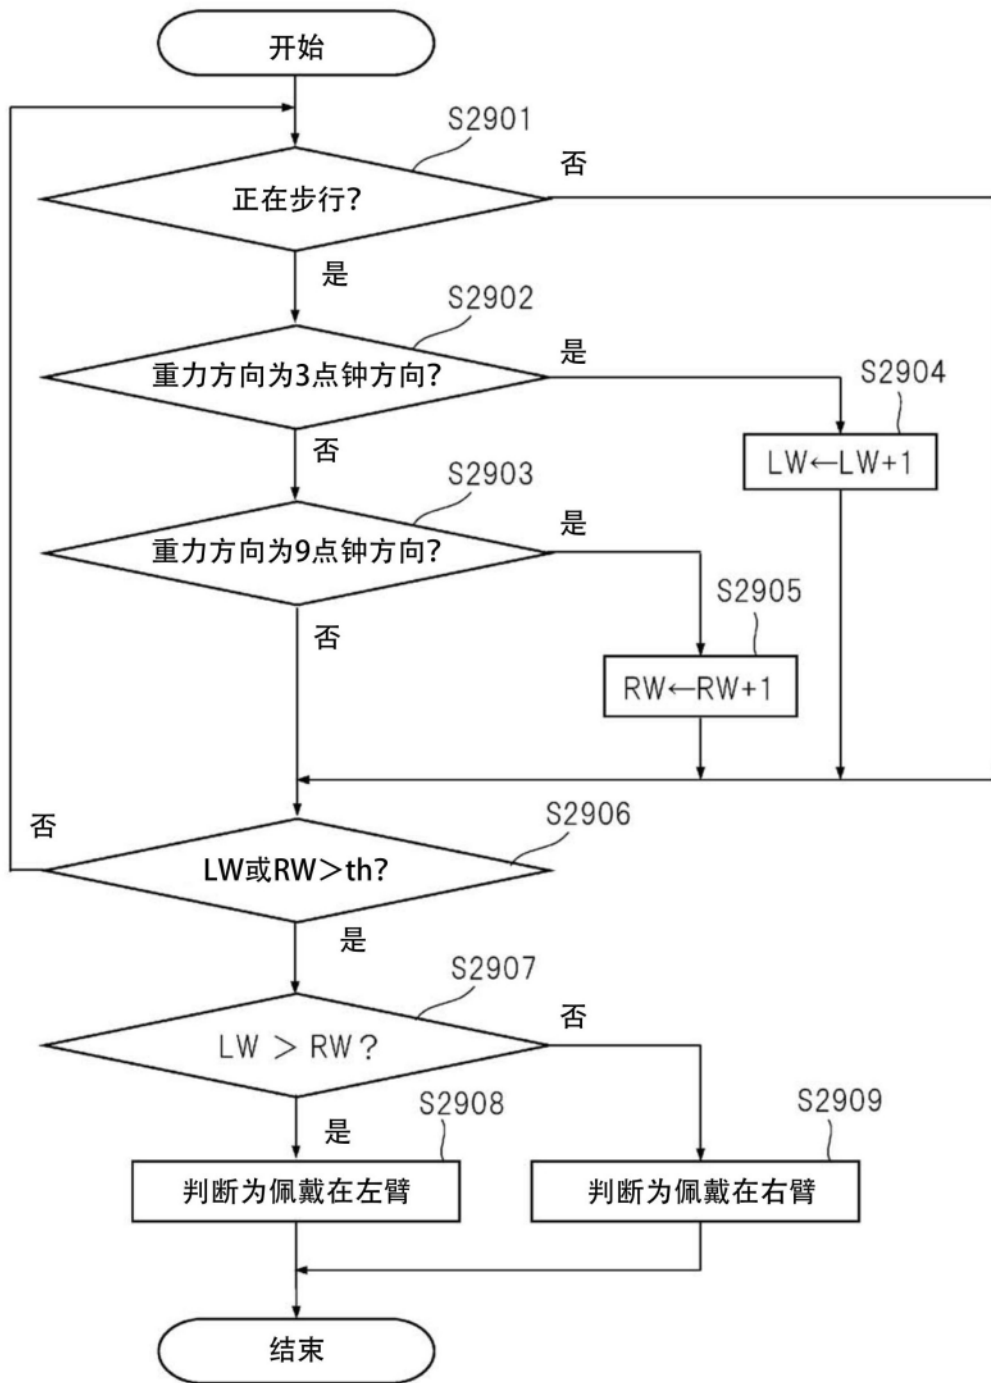 开始
S2901
正在步行?
否
是
S2902
重力方向为3点钟方向?
是
S2904
LW←LW+1
否
S2903
重力方向为9点钟方向?
是
S2905
RW←RW+1
否
S2906
否
LW或RW＞th?
是
S2907
LW ＞ RW?
否
是
S2908
S2909
判断为佩戴在左臂
判断为佩戴在右臂
结束